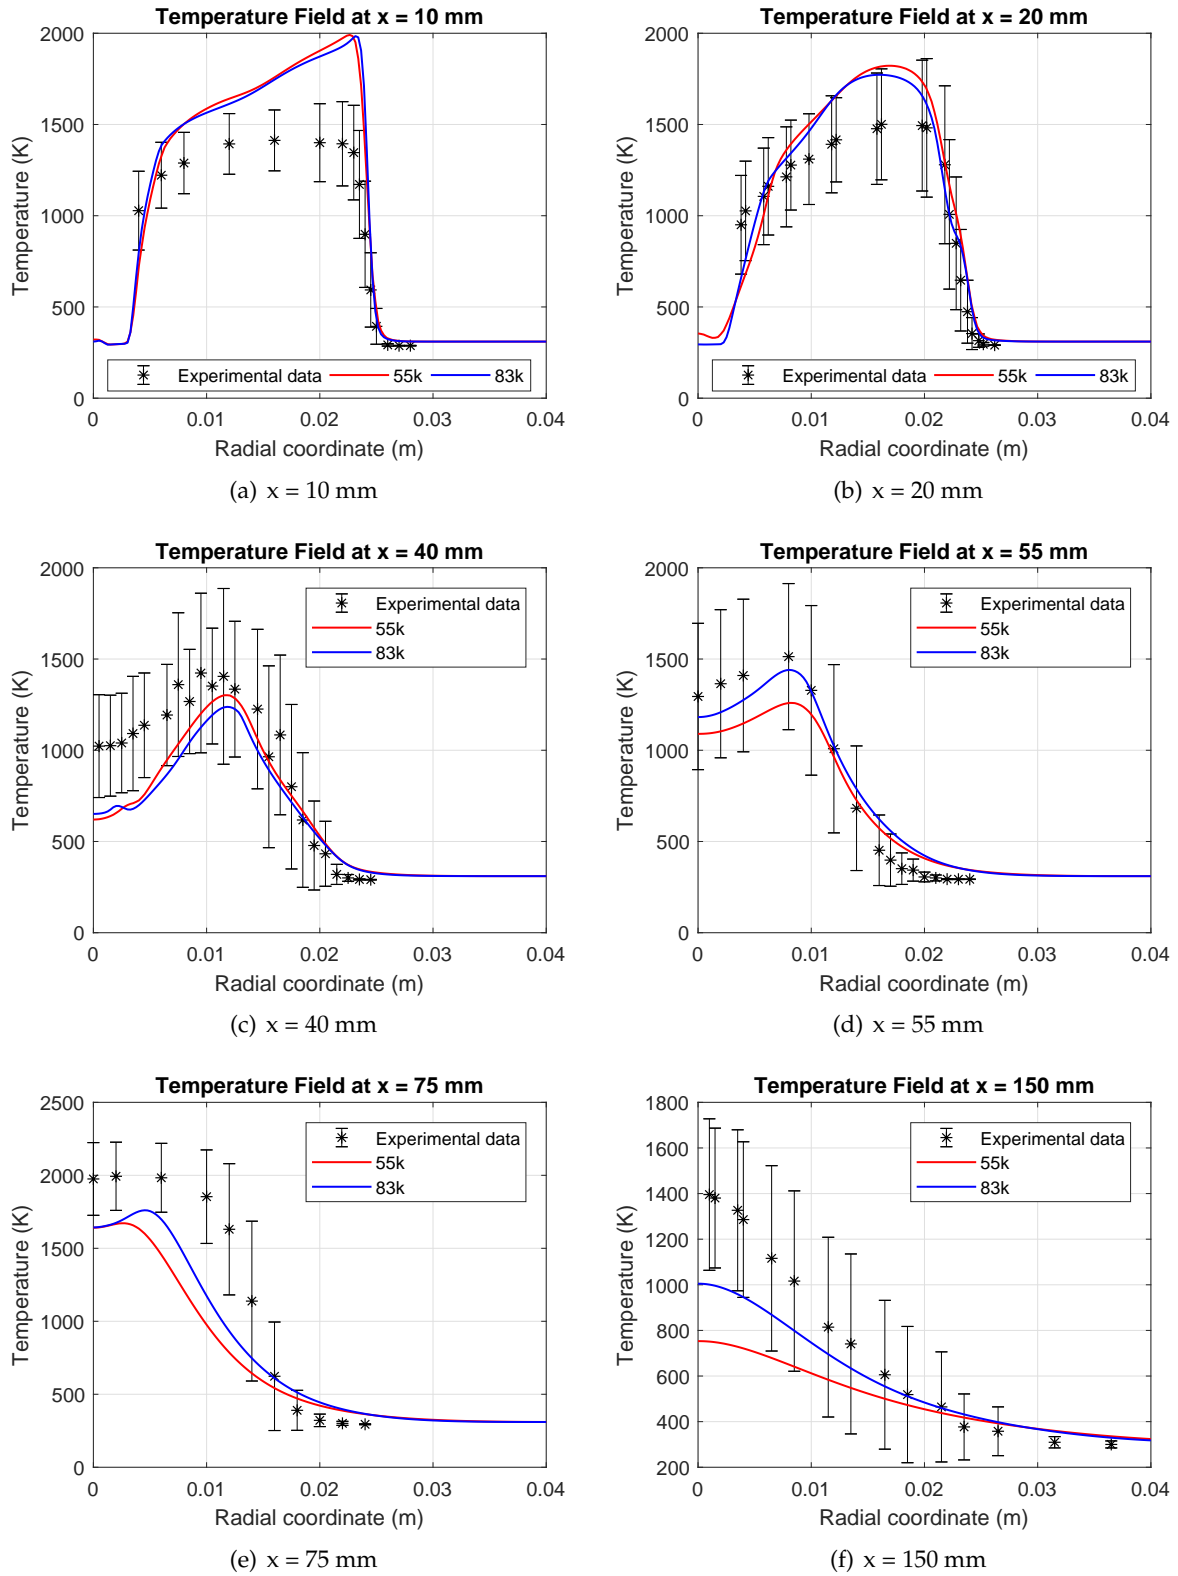 Temperature Field at x = 10 mm
Temperature (K)
2000
1500
1000
500
0
Experimental data 55k 83k
0 0.01 0.02 0.03 0.04
Radial coordinate (m)
(a) x = 10 mm
Temperature Field at x = 20 mm
Temperature (K)
2000
1500
1000
500
0
Experimental data 55k 83k
0 0.01 0.02 0.03 0.04
Radial coordinate (m)
(b) x = 20 mm
Temperature Field at x = 40 mm
Temperature (K)
2000
1500
1000
500
0
Experimental data
55k
83k
0 0.01 0.02 0.03 0.04
Radial coordinate (m)
(c) x = 40 mm
Temperature Field at x = 55 mm
Temperature (K)
2000
1500
1000
500
0
Experimental data
55k
83k
0 0.01 0.02 0.03 0.04
Radial coordinate (m)
(d) x = 55 mm
Temperature Field at x = 75 mm
Temperature (K)
2500
2000
1500
1000
500
0
Experimental data
55k
83k
0 0.01 0.02 0.03 0.04
Radial coordinate (m)
(e) x = 75 mm
Temperature Field at x = 150 mm
Temperature (K)
1800
1600
1400
1200
1000
800
600
400
200
Experimental data
55k
83k
0 0.01 0.02 0.03 0.04
Radial coordinate (m)
(f) x = 150 mm